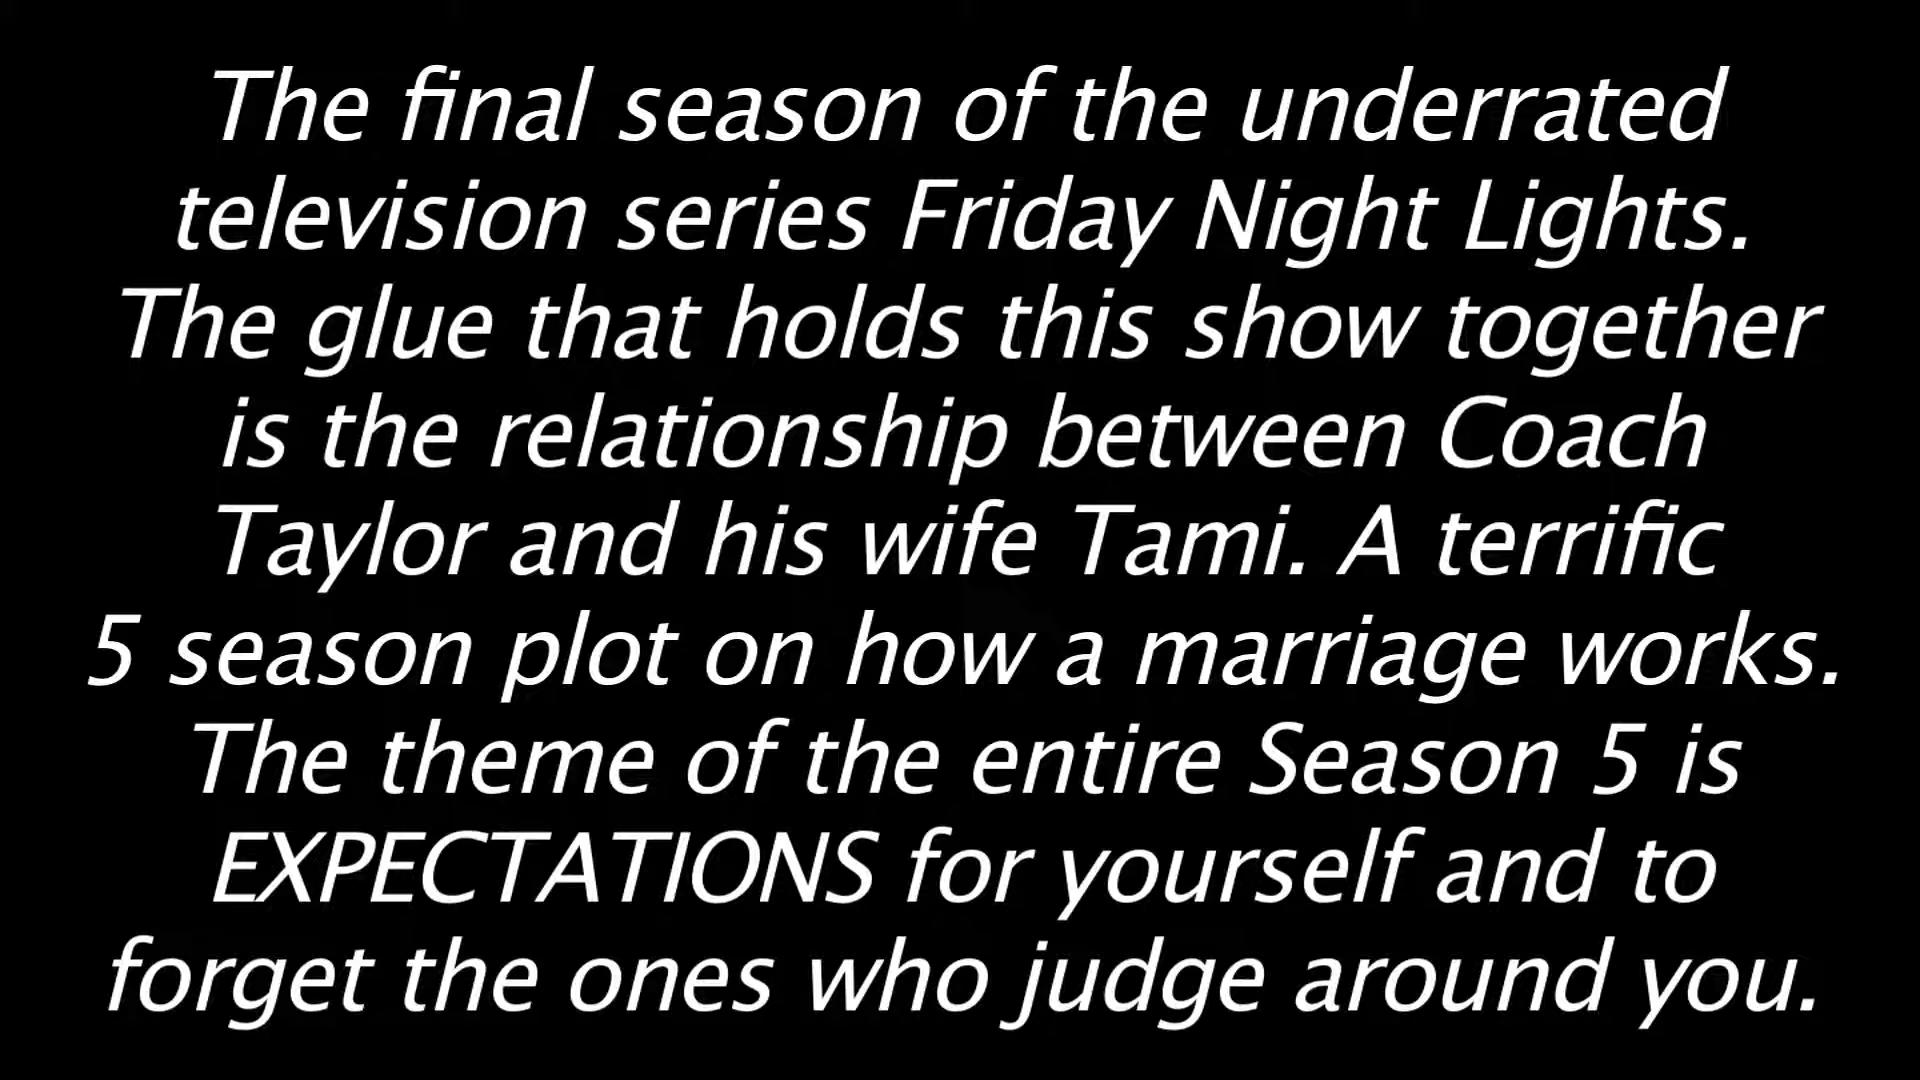 The final season of the underrated
television series Friday Night Lights.
The glue that holds this show together
is the relationship between Coach
Taylor and his wife Tami. A terrific
5 season plot on how a marriage works.
The theme of the entire Season 5 is
EXPECTATIONS for yourself and to
forget the ones who judge around you.